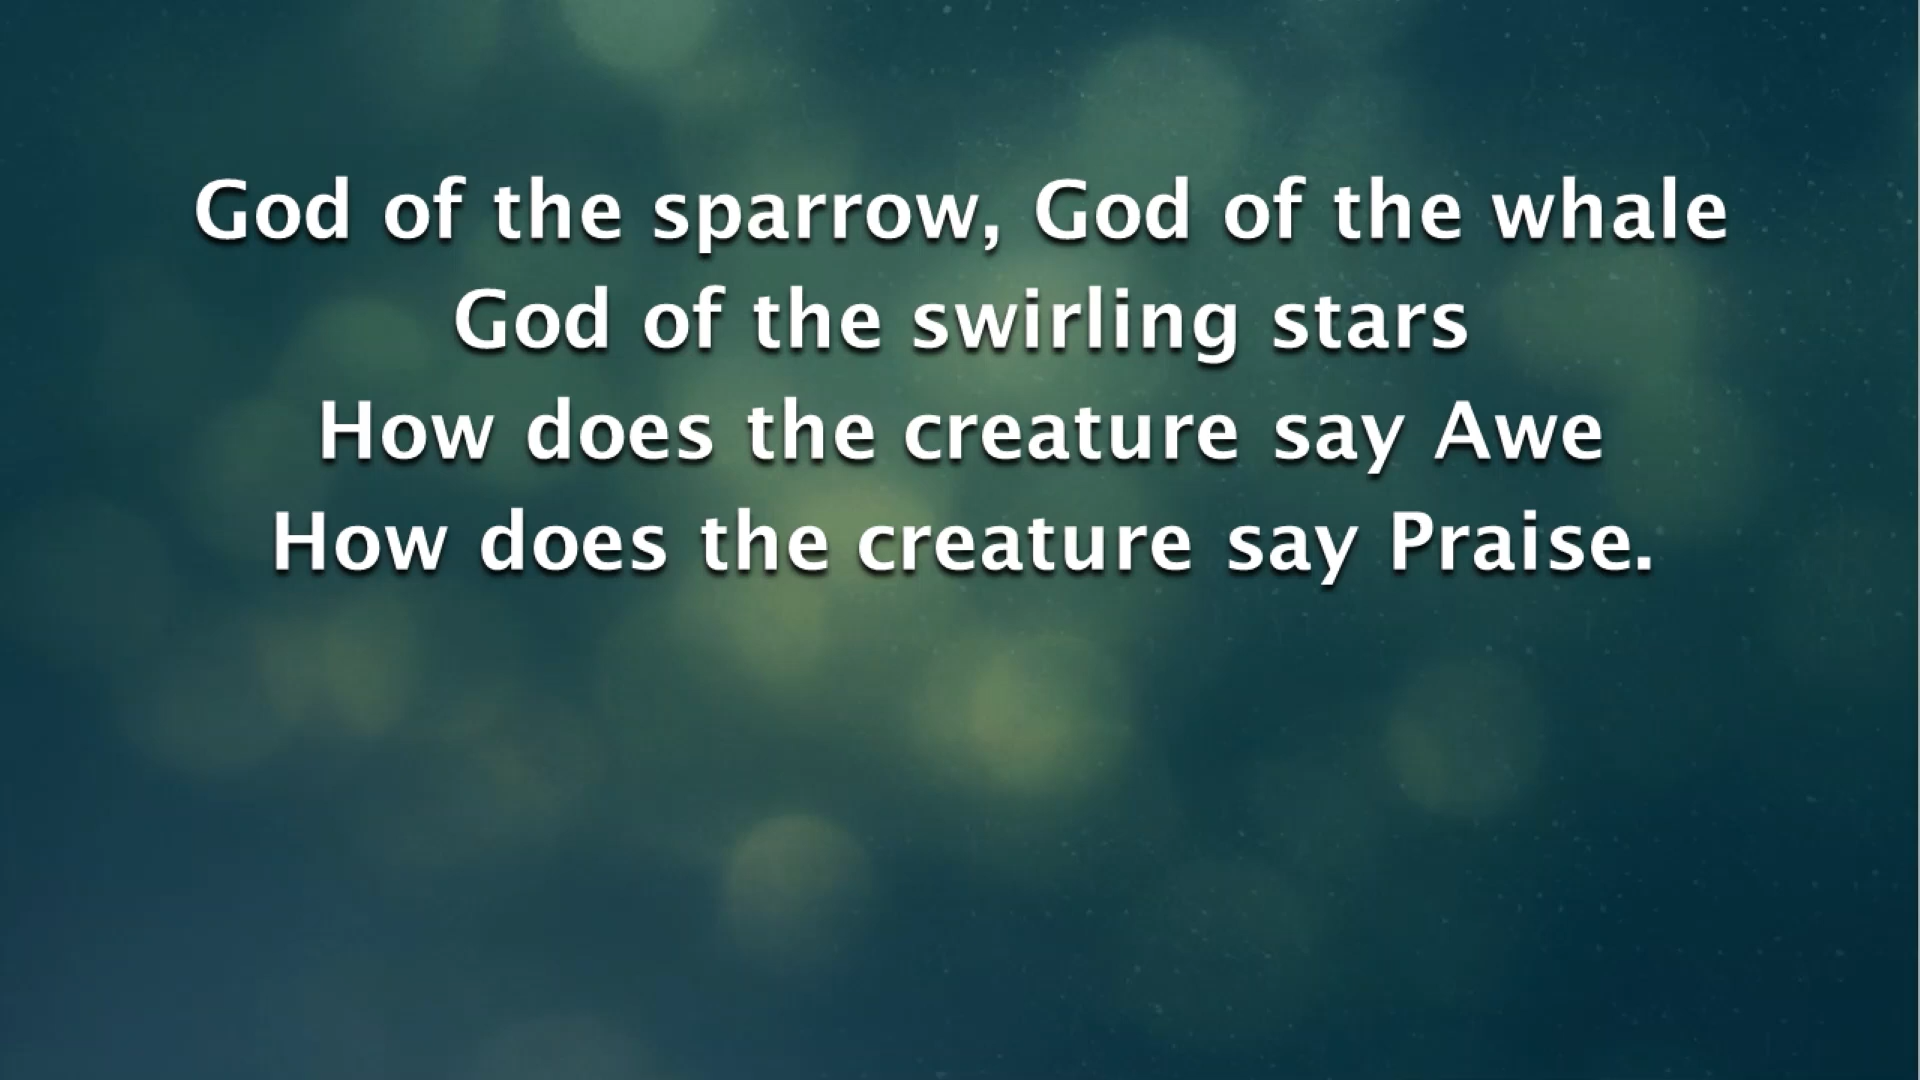 God of the sparrow, God of the whale
God of the swirling stars
How does the creature say Awe
How does the creature say Praise.